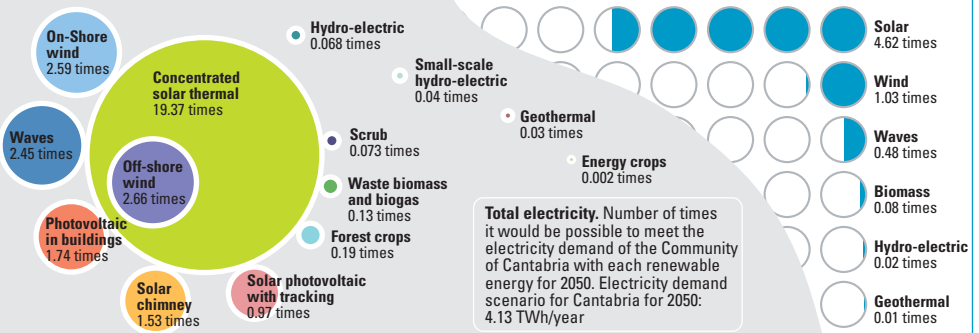 On-Shore
wind
2.59 times
Concentrated
solar thermal
19.37 times
Hydro-electric
0.068 times
Small-scale
hydro-electric
0.04 times
Geothermal
0.03 times
Energy crops
0.002 times
Waves
2.45 times
Off-shore
wind
2.66 times
Scrub
0.073 times
Waste biomass
and biogas
0.13 times
Forest crops
0.19 times
Photovoltaic
in buildings
1.74 times
Solar
chimney
1.53 times
Solar photovoltaic
with tracking
0.97 times
Total electricity. Number of times
it would be possible to meet the
electricity demand of the Community
of Cantabria with each renewable
energy for 2050. Electricity demand
scenario for Cantabria for 2050:
4.13 TWh/year
Solar
4.62 times
Wind
1.03 times
Waves
0.48 times
Biomass
0.08 times
Hydro-electric
0.02 times
Geothermal
0.01 times